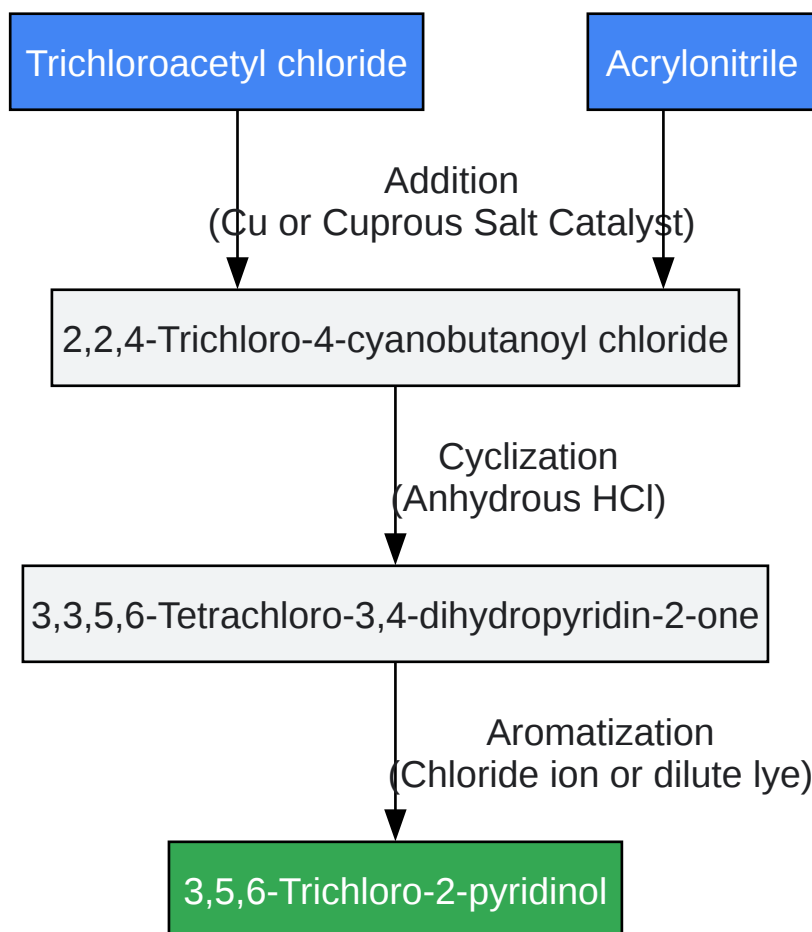 Trichloroacetyl chloride
Acrylonitrile
Addition
(Cu or Cuprous Salt Catalyst)
2,2,4-Trichloro-4-cyanobutanoyl chloride
Cyclization
(Anhydrous HCl)
3,3,5,6-Tetrachloro-3,4-dihydropyridin-2-one
Aromatization
(Chloride ion or dilute lye)
3,5,6-Trichloro-2-pyridinol